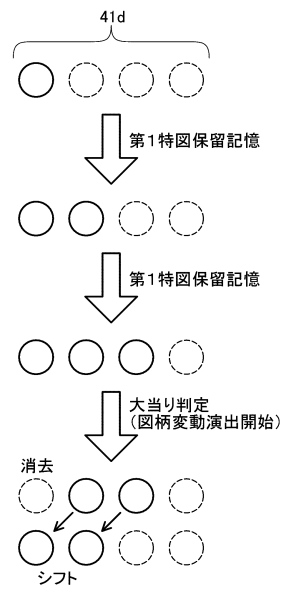 41d
第1特図保留記憶
第1特図保留記憶
大当り判定
(図柄変動演出開始)
消去
シフト